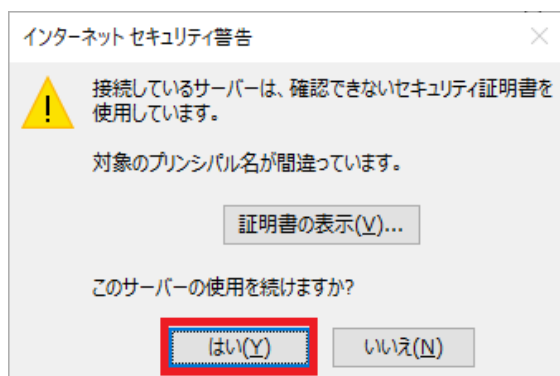 インターネット セキュリティ警告
接続しているサーバーは、確認できないセキュリティ証明書を
使用しています。
対象のプリンシパル名が間違っています。
証明書の表示(V)...
このサーバーの使用を続けますか?
はい(Y)
いいえ(N)